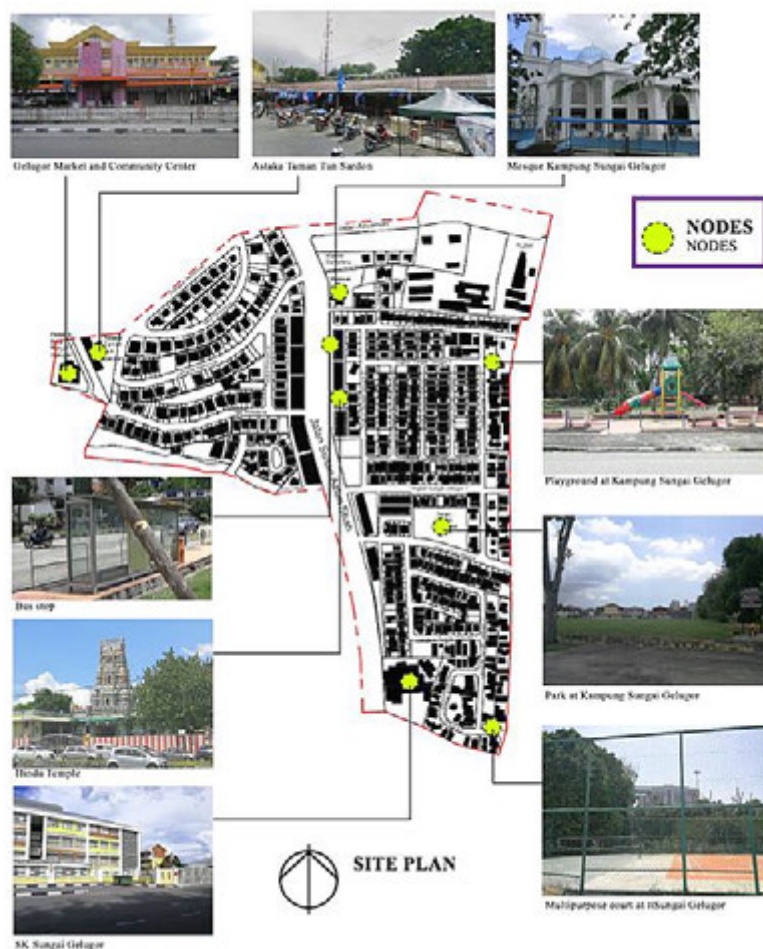 Gelugor Market and Community Center
Astaka Taman Tun Sardon
Mosque Kampung Sungai Gelugor
NODES
NODES
Playground at Kampung Sungai Gelugor
Bus stop
Park at Kampung Sungai Gelugor
Hindu Temple
SITE PLAN
Multipurpose court at KSungai Gelugor
SK Sungai Gelugor